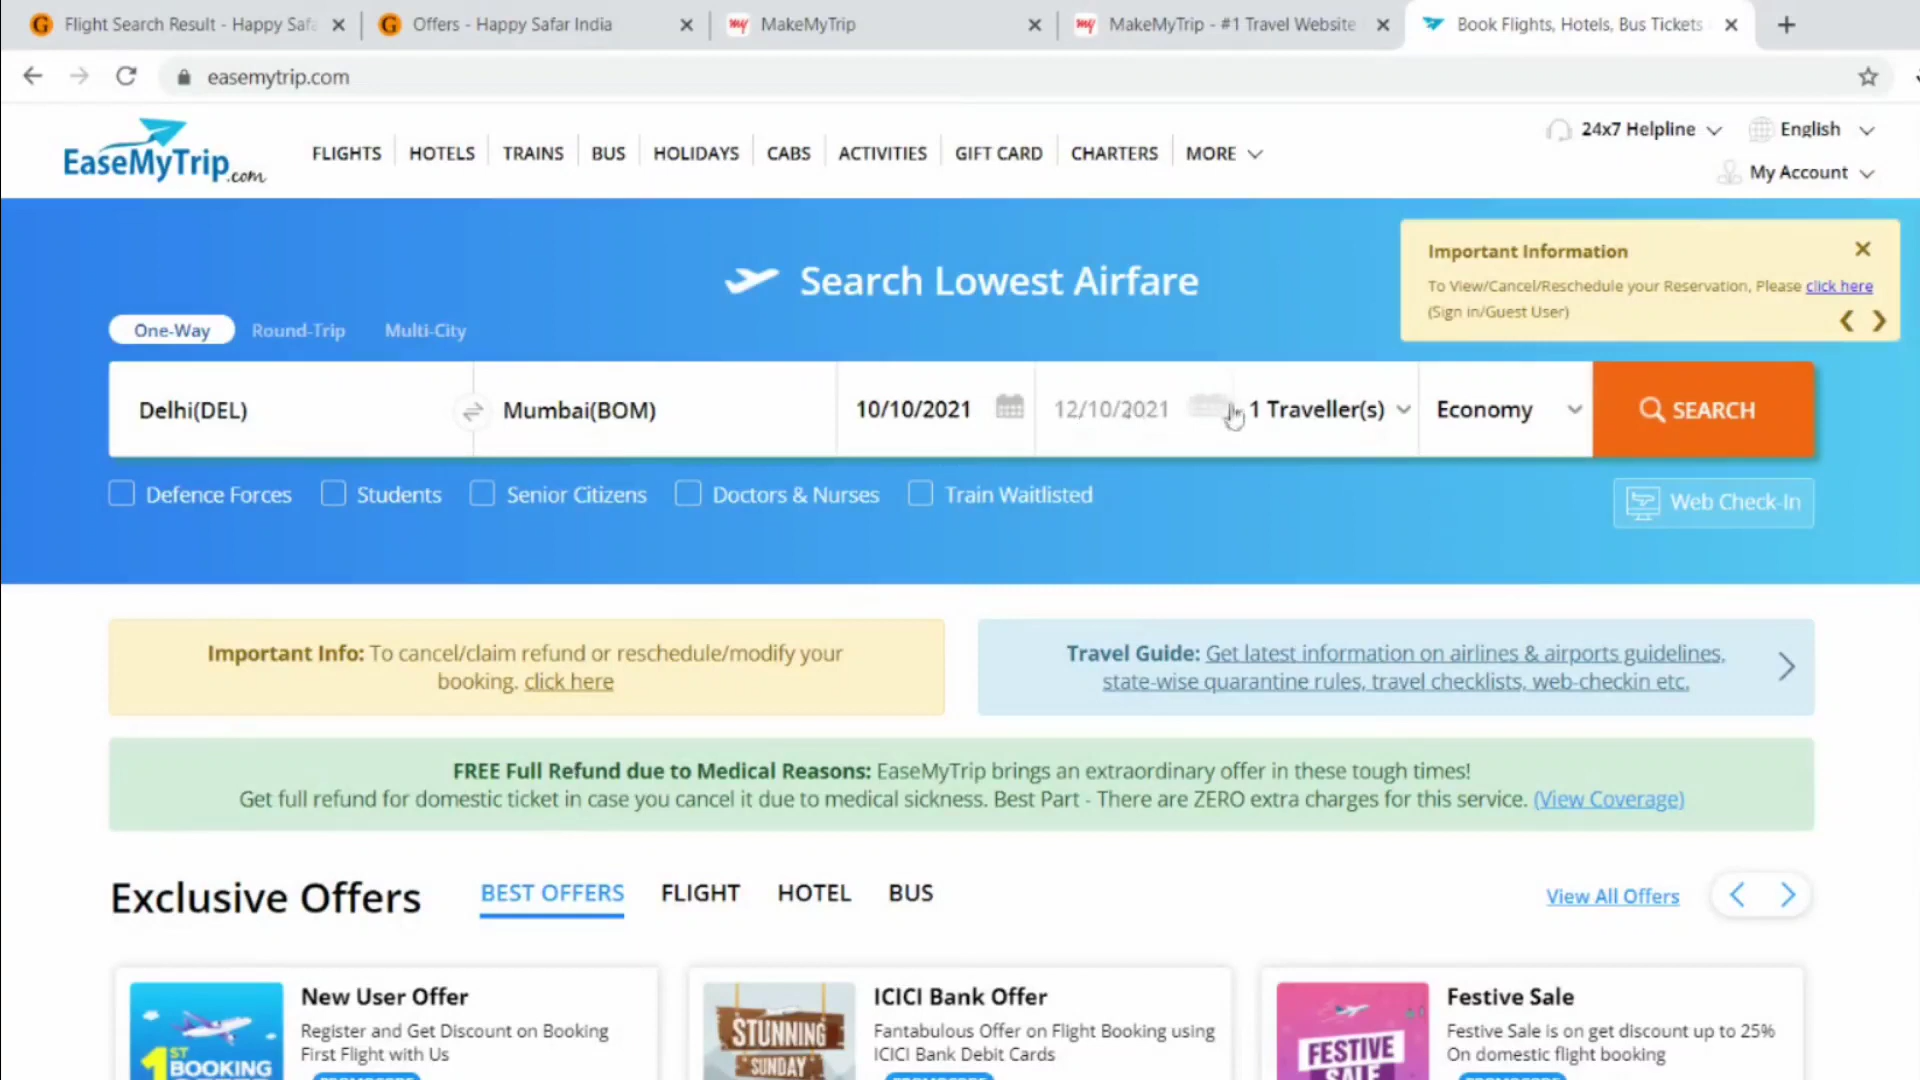 Flight Search Result - Happy Safa
Offers - Happy Safar India
MakeMyTrip
MakeMyTrip - #1 Travel Website
Book Flights, Hotels, Bus Tickets
easemytrip.com
EaseMyTrip.com
FLIGHTS HOTELS TRAINS BUS HOLIDAYS CABS ACTIVITIES GIFT CARD CHARTERS MORE
24x7 Helpline
English
My Account
Search Lowest Airfare
Important Information
To View/Cancel/Reschedule your Reservation, Please click here
(Sign in/Guest User)
One-Way Round-Trip Multi-City
Delhi(DEL) Mumbai(BOM) 10/10/2021 12/10/2021 1 Traveller(s) Economy SEARCH
Defence Forces Students Senior Citizens Doctors & Nurses Train Waitlisted
Web Check-In
Important Info: To cancel/claim refund or reschedule/modify your
booking. click here
Travel Guide: Get latest information on airlines & airports guidelines,
state-wise quarantine rules, travel checklists, web-checkin etc.
FREE Full Refund due to Medical Reasons: EaseMyTrip brings an extraordinary offer in these tough times!
Get full refund for domestic ticket in case you cancel it due to medical sickness. Best Part - There are ZERO extra charges for this service. (View Coverage)
Exclusive Offers BEST OFFERS FLIGHT HOTEL BUS View All Offers
1ST
BOOKING
New User Offer
Register and Get Discount on Booking
First Flight with Us
STUNNING
SUNDAY
ICICI Bank Offer
Fantabulous Offer on Flight Booking using
ICICI Bank Debit Cards
FESTIVE
SALE
Festive Sale
Festive Sale is on get discount up to 25%
On domestic flight booking